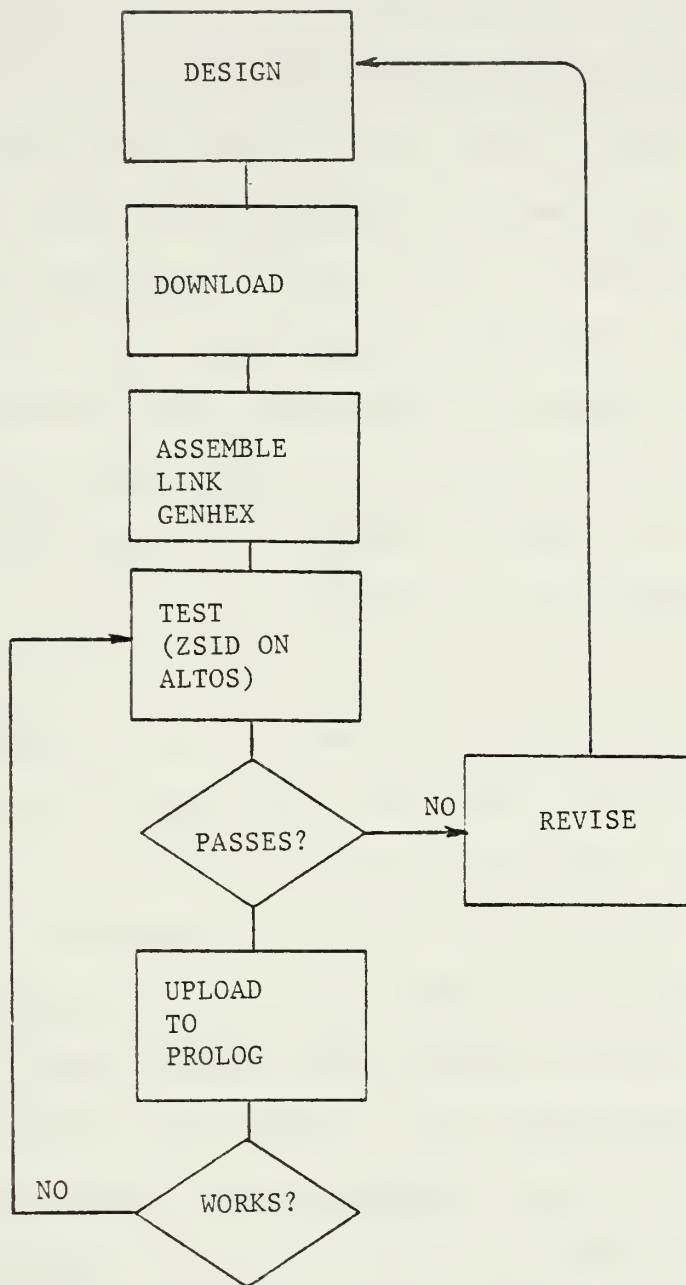 DESIGN
DOWNLOAD
ASSEMBLE
LINK
GENHEX
TEST
(ZSID ON
ALTOS)
PASSES?
NO
REVISE
UPLOAD
TO
PROLOG
NO
WORKS?